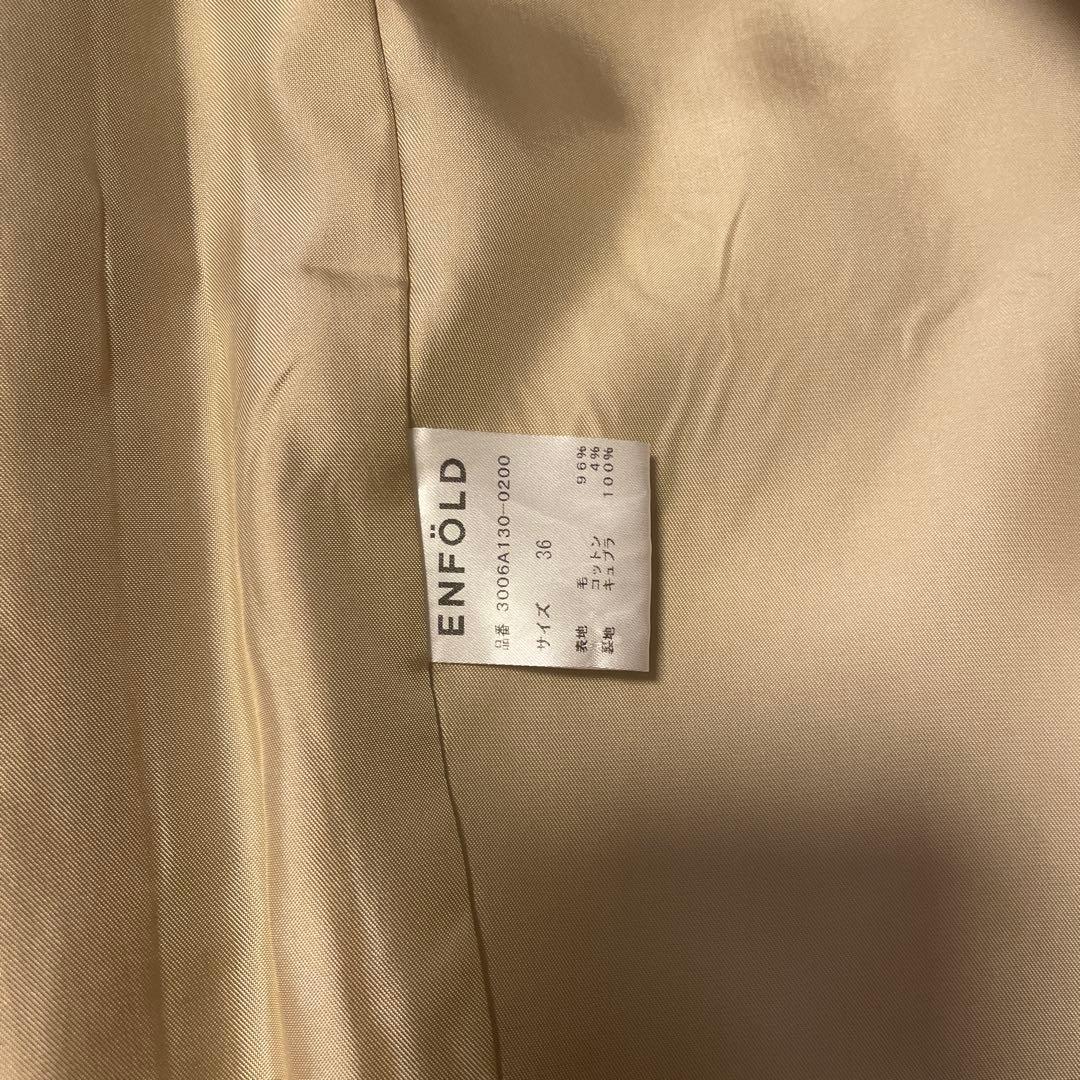 ENFÖLD
品番 3006A130-0200
サイズ 36
表地 毛 96%
コットン 4%
裏地 キュプラ 100%